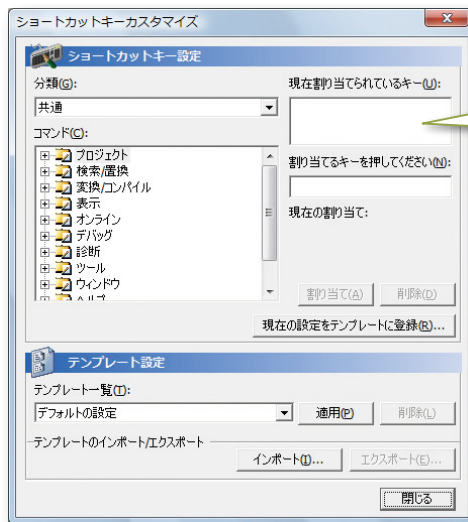 ショートカットキーカスタマイズ
ショートカットキー設定
分類(G):
共通
コマンド(C):
プロジェクト
検索/置換
変換/コンパイル
表示
オンライン
デバッグ
診断
ツール
ウィンドウ
ヘルプ
現在割り当てられているキー(U):
割り当てるキーを押してください(N):
現在の割り当て:
割り当て(A)
削除(D)
現在の設定をテンプレートに登録(R)...
テンプレート設定
テンプレート一覧(T):
デフォルトの設定
適用(P)
削除(L)
テンプレートのインポート/エクスポート
インポート(I)...
エクスポート(E)...
閉じる